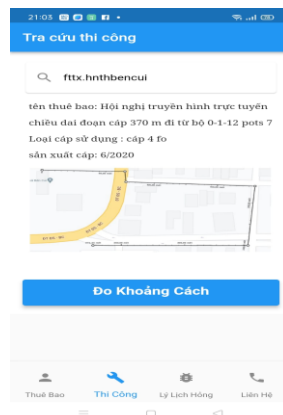 21:03
Tra cứu thi công
fttx.hnthbencui
tên thuê bao: Hội nghị truyền hình trực tuyến
chiều dai đoạn cáp 370 m đi từ bộ 0-1-12 pots 7
Loại cáp sử dụng : cáp 4 fo
sản xuất cáp: 6/2020
Đo Khoảng Cách
Thuê Bao Thi Công Lý Lịch Hỏng Liên Hệ